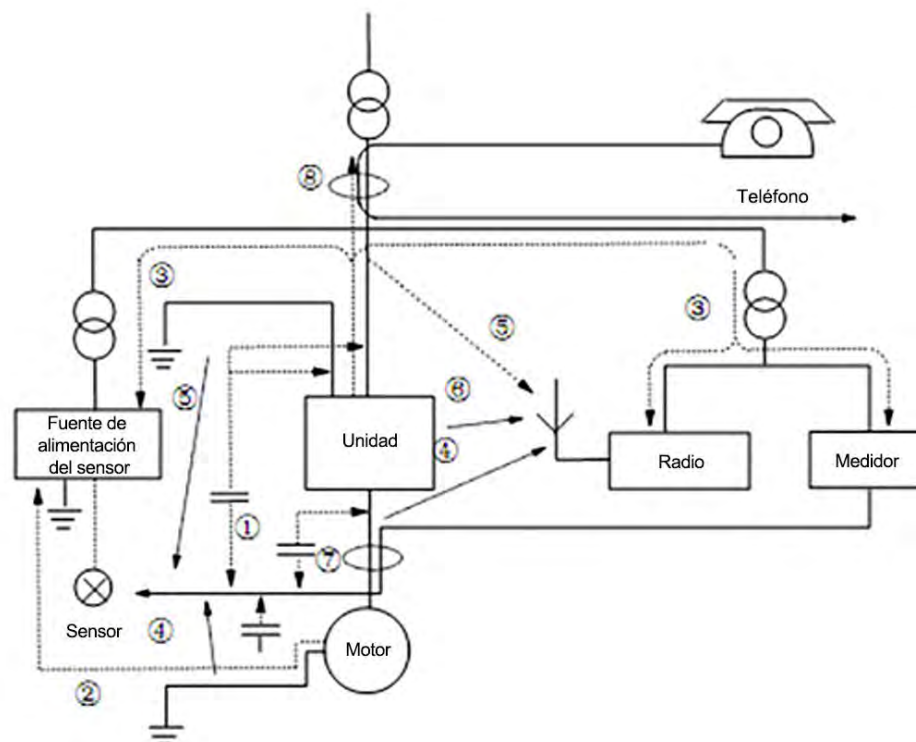 ⑧
Teléfono
③
③
⑤
⑤
⑥
Fuente de
alimentación
del sensor
Unidad
④
Radio
Medidor
①
⑦
Sensor
④
Motor
②